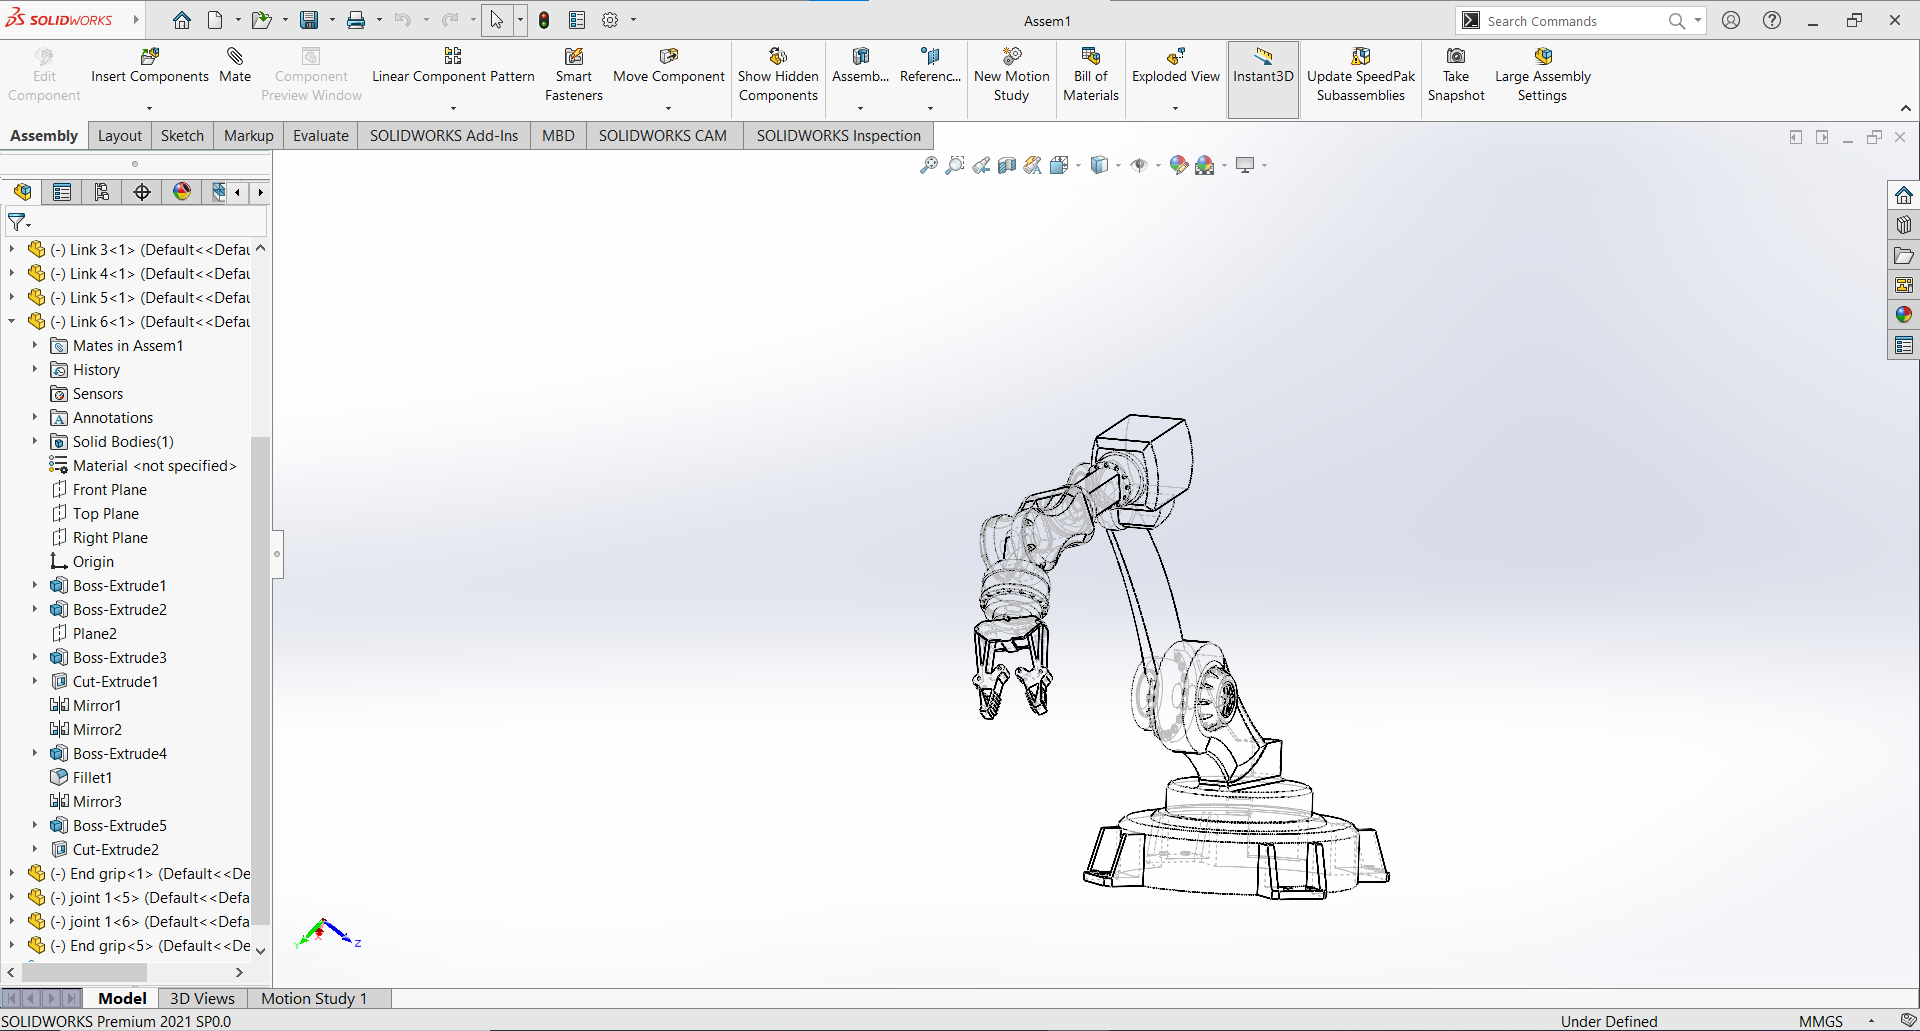 SOLIDWORKS
Assem1
Search Commands
Edit Component
Insert Components
Mate
Component Preview Window
Linear Component Pattern
Smart Fasteners
Move Component
Show Hidden Components
Assemb...
Referenc...
New Motion Study
Bill of Materials
Exploded View
Instant3D
Update SpeedPak Subassemblies
Take Snapshot
Large Assembly Settings
Assembly
Layout
Sketch
Markup
Evaluate
SOLIDWORKS Add-Ins
MBD
SOLIDWORKS CAM
SOLIDWORKS Inspection
(-) Link 3<1> (Default<<Defau
(-) Link 4<1> (Default<<Defau
(-) Link 5<1> (Default<<Defau
(-) Link 6<1> (Default<<Defau
Mates in Assem1
History
Sensors
Annotations
Solid Bodies(1)
Material <not specified>
Front Plane
Top Plane
Right Plane
Origin
Boss-Extrude1
Boss-Extrude2
Plane2
Boss-Extrude3
Cut-Extrude1
Mirror1
Mirror2
Boss-Extrude4
Fillet1
Mirror3
Boss-Extrude5
Cut-Extrude2
(-) End grip<1> (Default<<De
(-) joint 1<5> (Default<<Defa
(-) joint 1<6> (Default<<Defa
(-) End grip<5> (Default<<De
Y
X
Z
Model
3D Views
Motion Study 1
SOLIDWORKS Premium 2021 SP0.0
Under Defined
MMGS